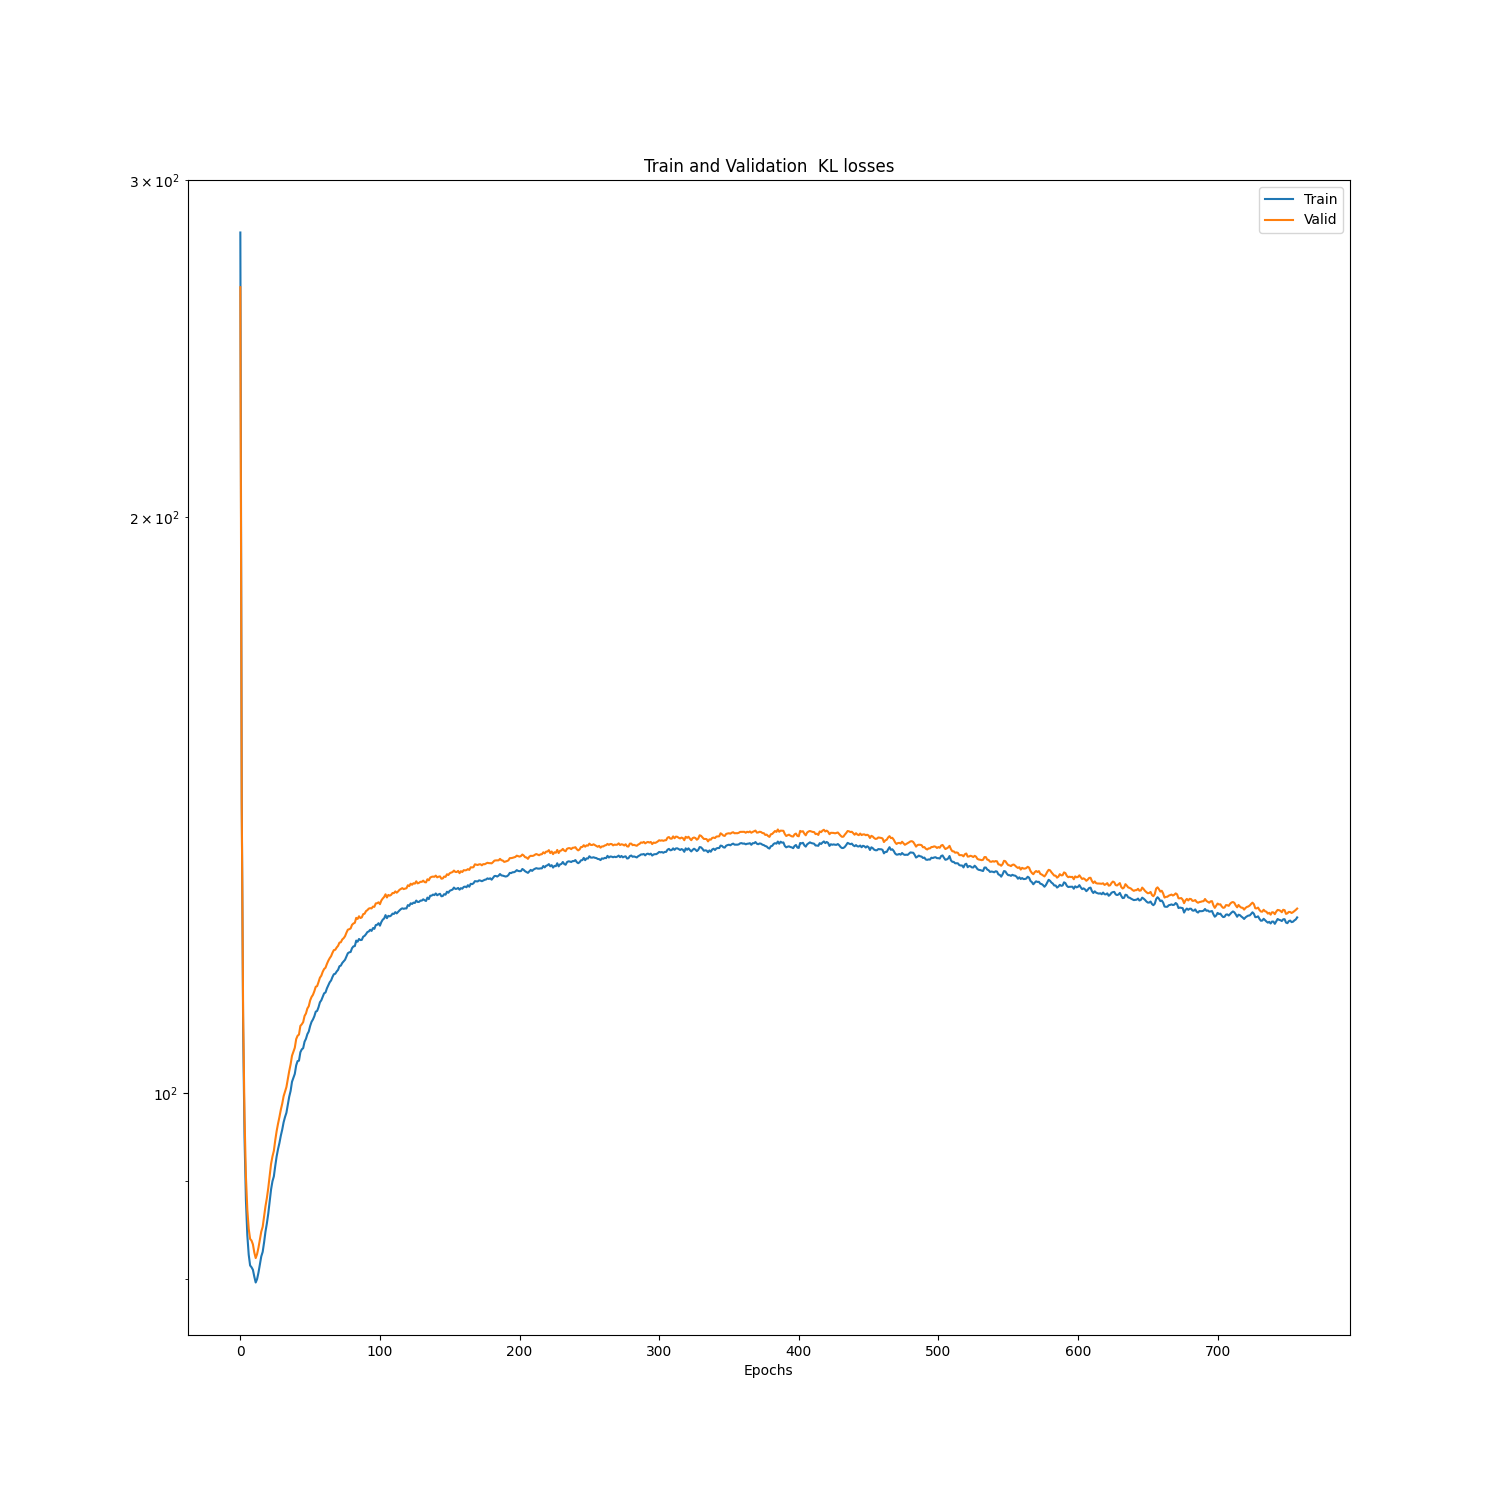 Train and Validation  KL losses
3 × 10²
2 × 10²
10²
Train
Valid
0 100 200 300 400 500 600 700
Epochs